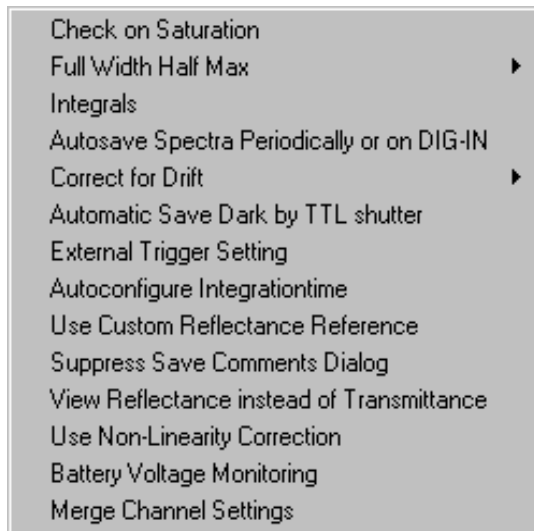 Check on Saturation
Full Width Half Max
Integrals
Autosave Spectra Periodically or on DIG-IN
Correct for Drift
Automatic Save Dark by TTL shutter
External Trigger Setting
Autoconfigure Integrationtime
Use Custom Reflectance Reference
Suppress Save Comments Dialog
View Reflectance instead of Transmittance
Use Non-Linearity Correction
Battery Voltage Monitoring
Merge Channel Settings